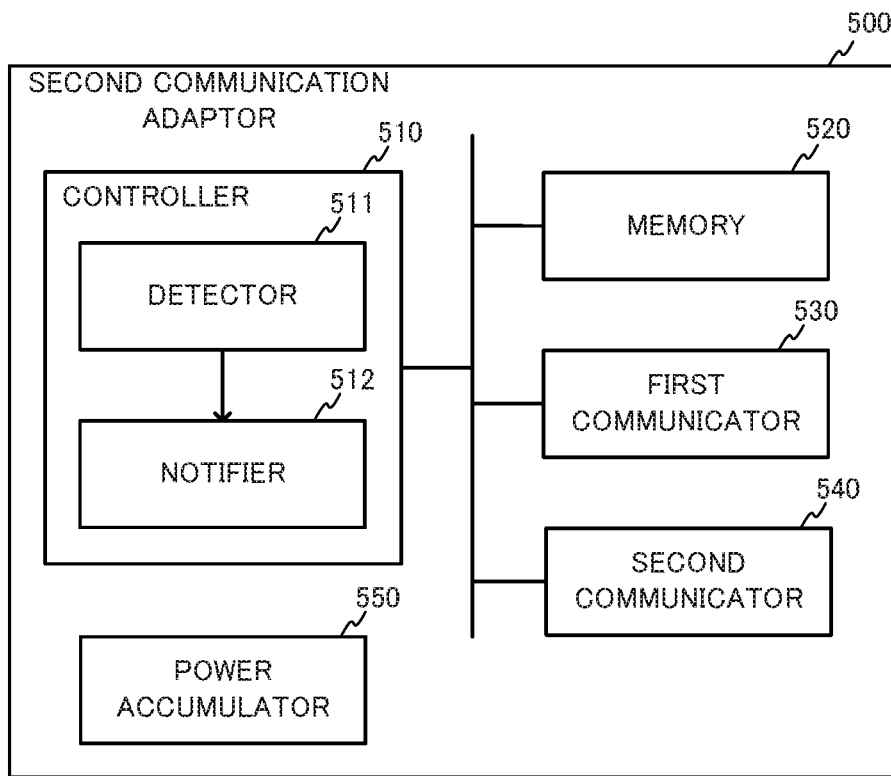 500
SECOND COMMUNICATION
ADAPTOR
510
CONTROLLER
511
DETECTOR
512
NOTIFIER
550
POWER
ACCUMULATOR
520
MEMORY
530
FIRST
COMMUNICATOR
540
SECOND
COMMUNICATOR